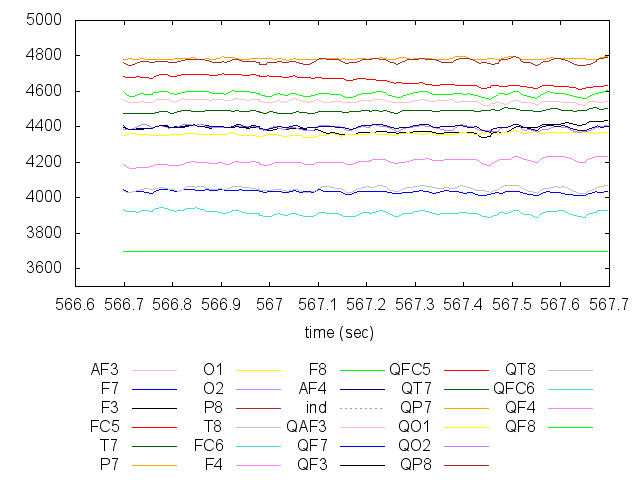 5000
4800
4600
4400
4200
4000
3800
3600
566.6 566.7 566.8 566.9 567 567.1 567.2 567.3 567.4 567.5 567.6 567.7
time (sec)
AF3 O1 F8 QFC5 QT8
F7 O2 AF4 QT7 QFC6
F3 P8 ind QP7 QF4
FC5 T8 QAF3 QO1 QF8
T7 FC6 QF7 QO2
P7 F4 QF3 QP8